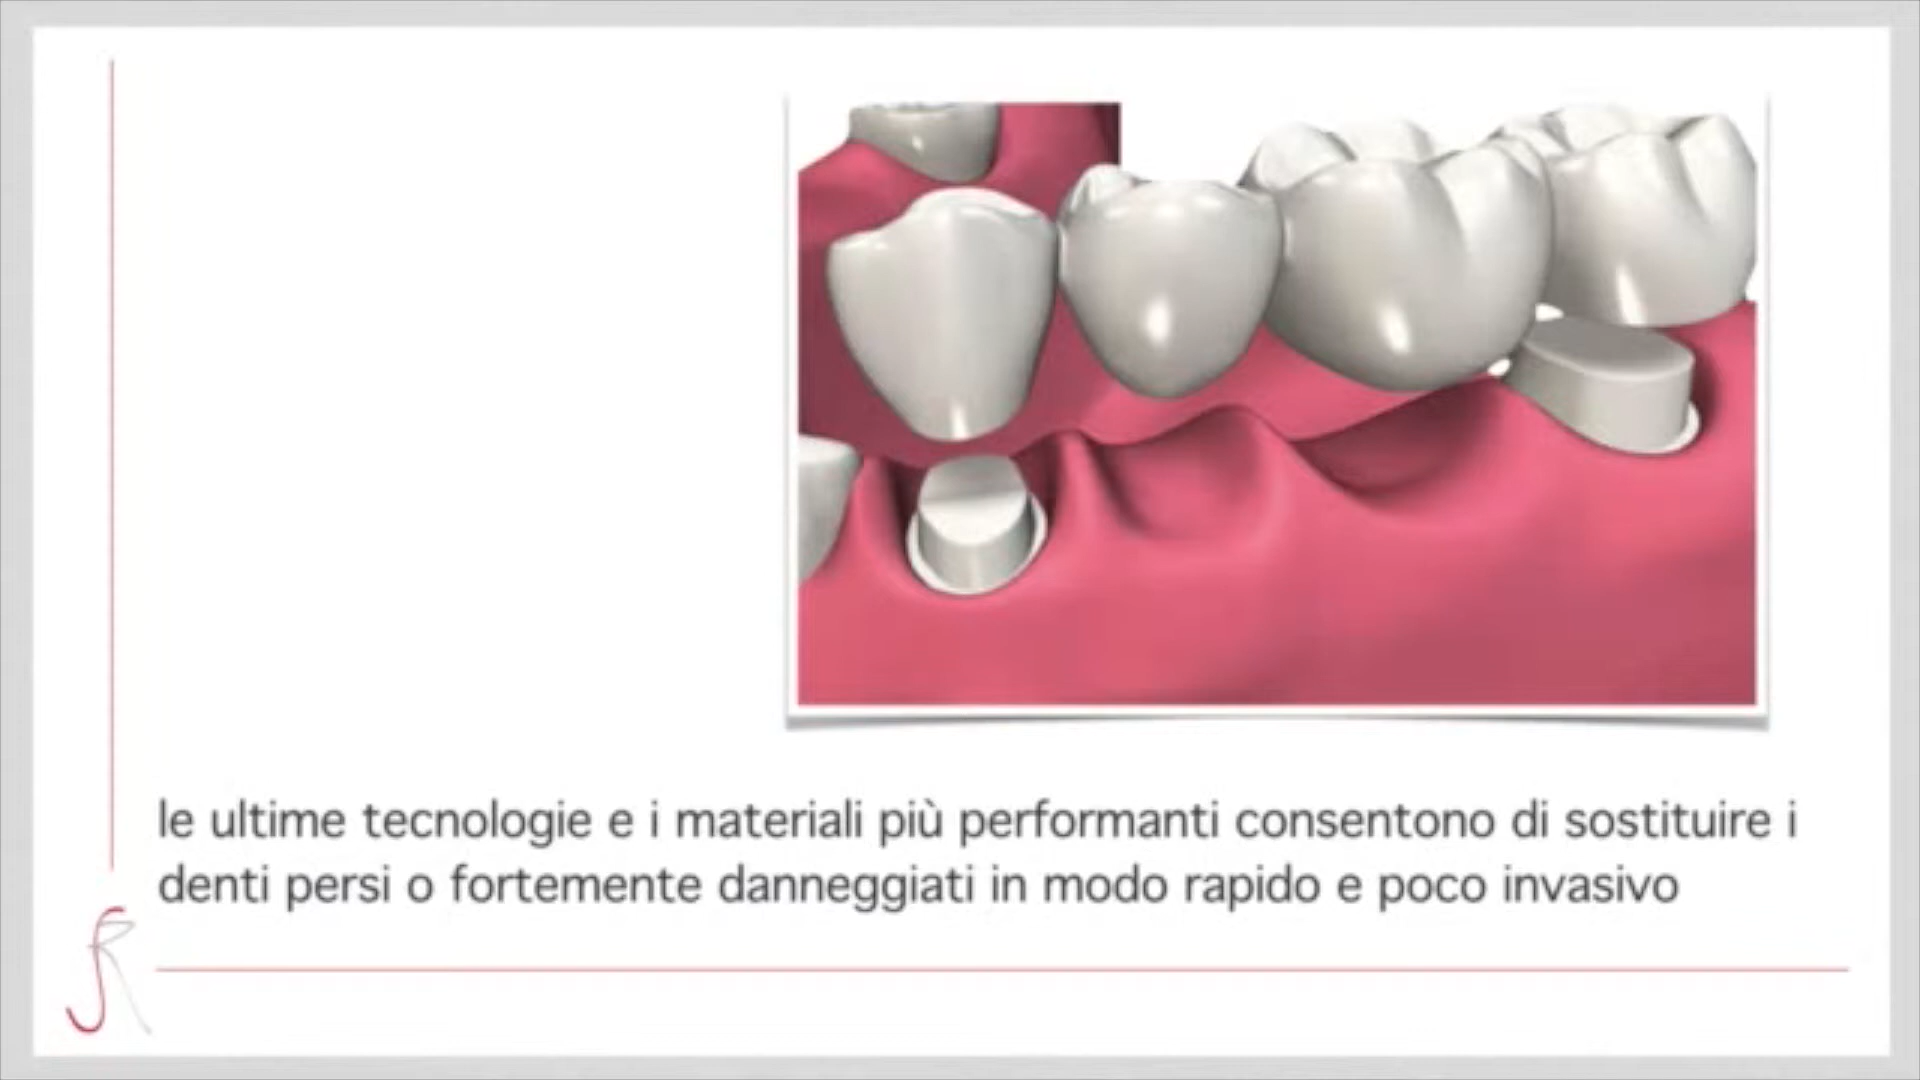 le ultime tecnologie e i materiali più performanti consentono di sostituire i
denti persi o fortemente danneggiati in modo rapido e poco invasivo